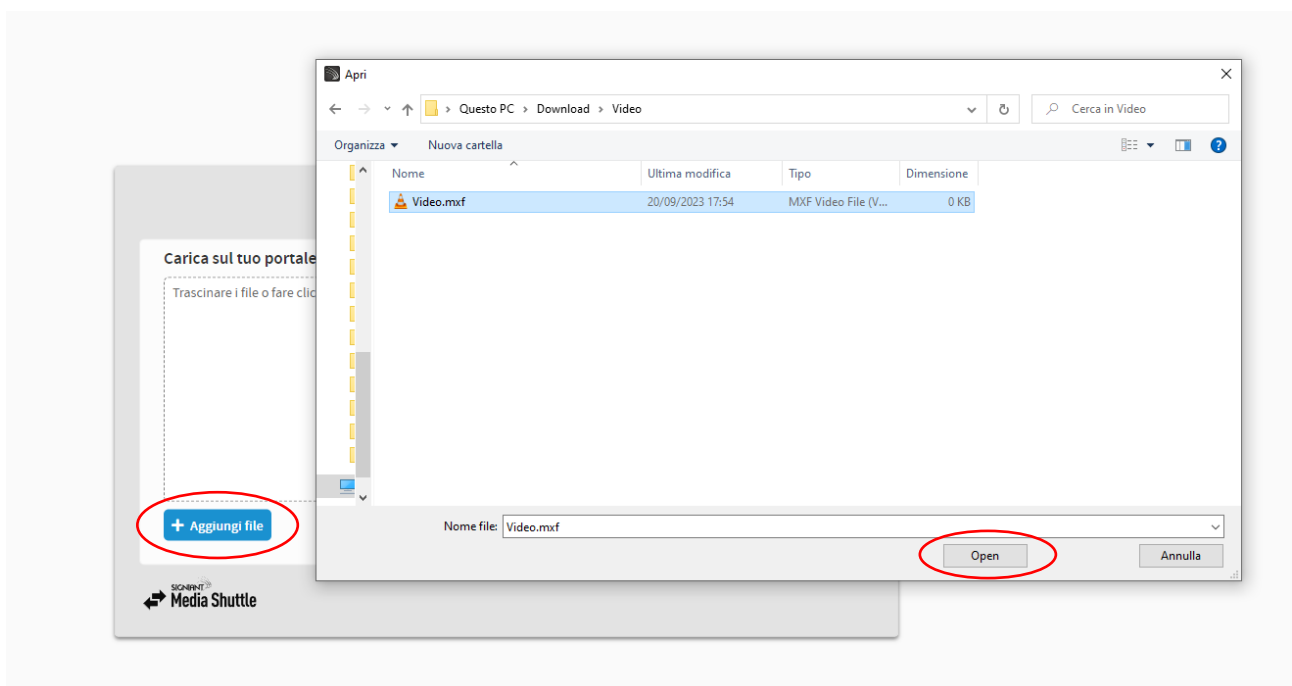 Apri
Questo PC > Download > Video
Cerca in Video
Organizza
Nuova cartella
Nome
Ultima modifica
Tipo
Dimensione
Video.mxf
20/09/2023 17:54
MXF Video File (V...
0 KB
Carica sul tuo portale
Trascinare i file o fare clic
Aggiungi file
Nome file:
Video.mxf
Open
Annulla
SIGNIANT
Media Shuttle